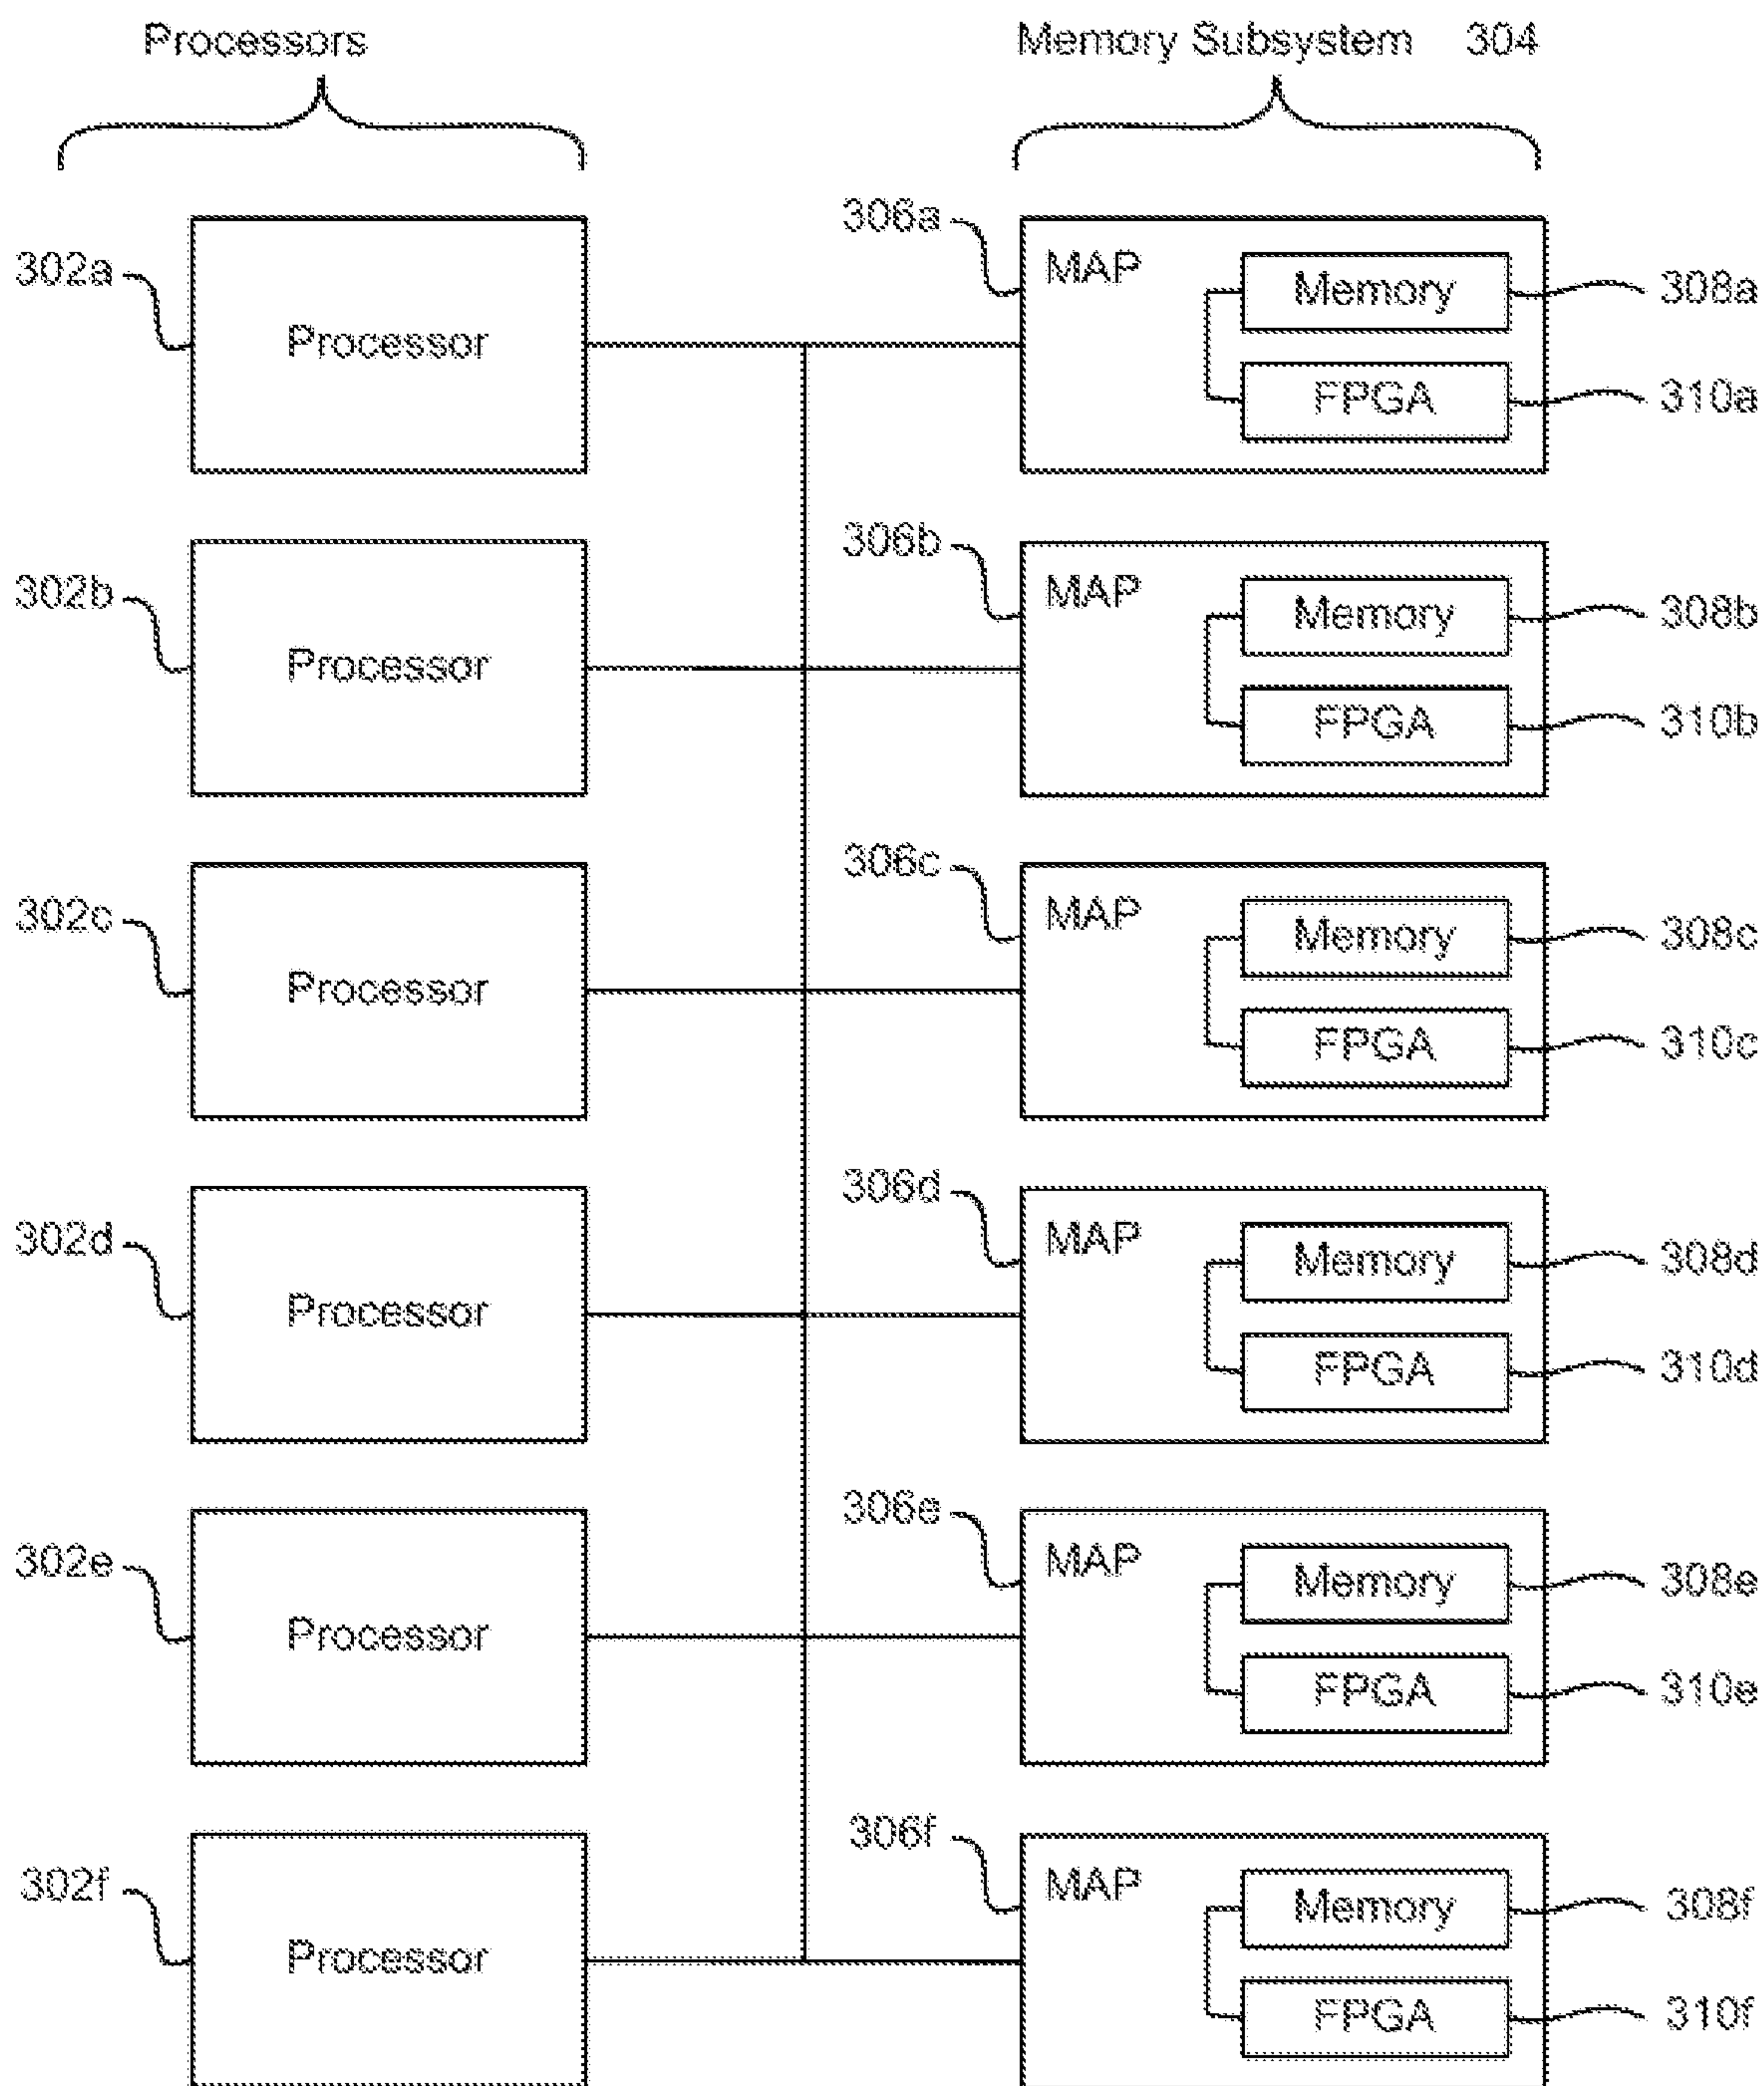 Processors
Memory Subsystem 304
306a
MAP
Memory
308a
302a
Processor
FPGA
310a
306b
MAP
Memory
308b
302b
Processor
FPGA
310b
306c
MAP
Memory
308c
302c
Processor
FPGA
310c
306d
MAP
Memory
308d
302d
Processor
FPGA
310d
306e
MAP
Memory
308e
302e
Processor
FPGA
310e
306f
MAP
Memory
308f
302f
Processor
FPGA
310f